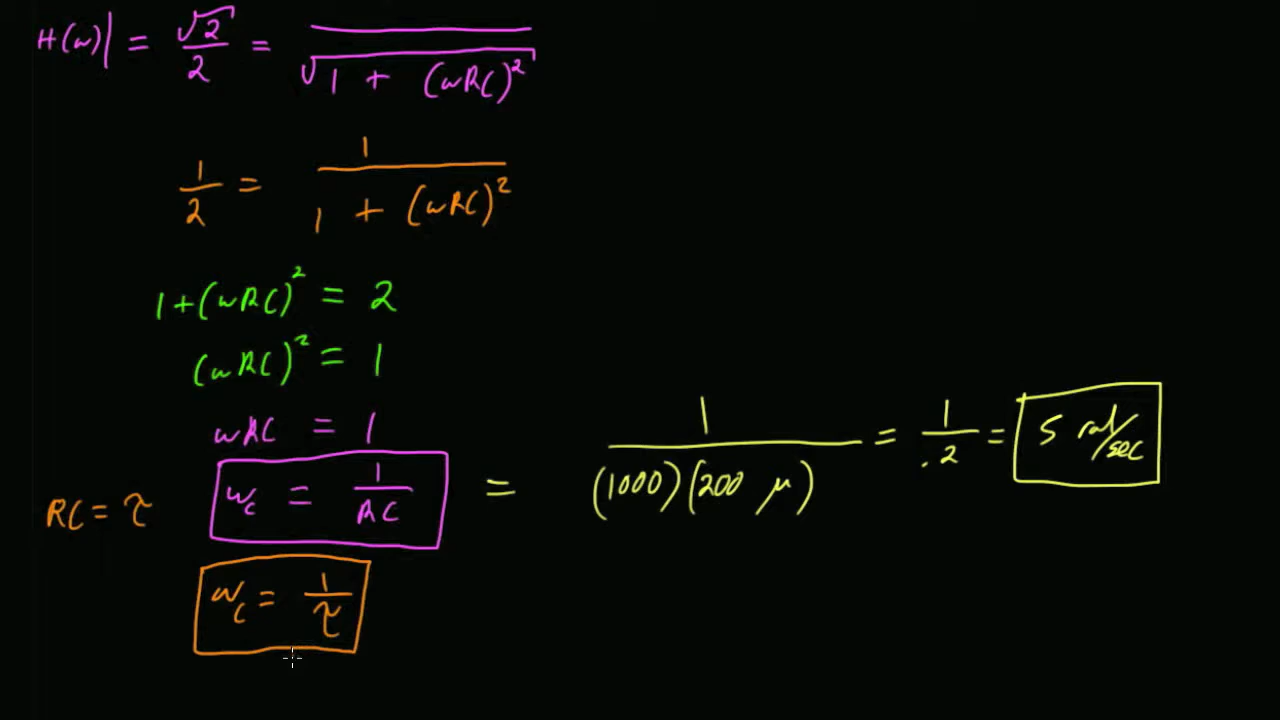 H(w)| = √2/2 = ―/√(1 + (wRC)²)
1/2 = 1/(1 + (wRC)²)
1+(wRC)² = 2
(wRC)² = 1
wRC = 1
RC = τ
w_c = 1/RC = 1/((1000)(200 μ)) = 1/.2 = 5 rad/sec
w_c = 1/τ